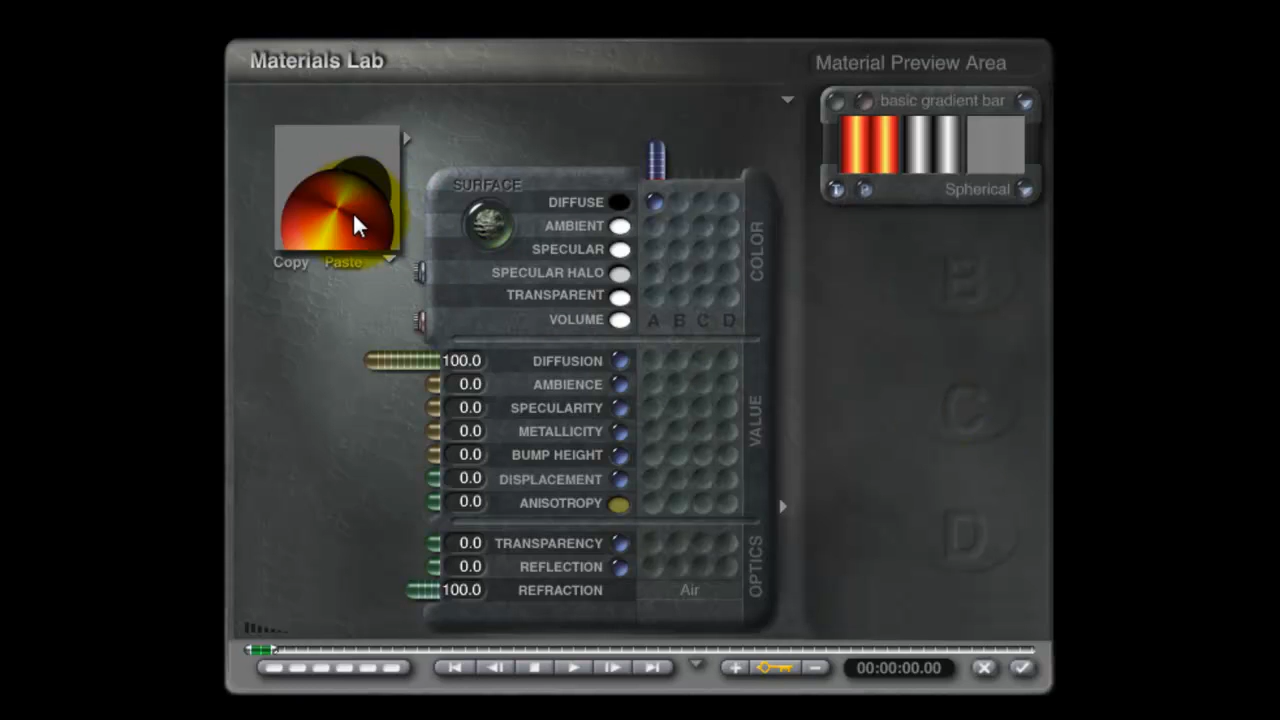 Materials Lab
Material Preview Area
basic gradient bar
T P Spherical
Copy Paste
SURFACE
DIFFUSE
AMBIENT
SPECULAR
SPECULAR HALO
TRANSPARENT
VOLUME
A B C D
COLOR
100.0 DIFFUSION
0.0 AMBIENCE
0.0 SPECULARITY
0.0 METALLICITY
0.0 BUMP HEIGHT
0.0 DISPLACEMENT
0.0 ANISOTROPY
VALUE
0.0 TRANSPARENCY
0.0 REFLECTION
100.0 REFRACTION Air
OPTICS
B
C
D
00:00:00.00